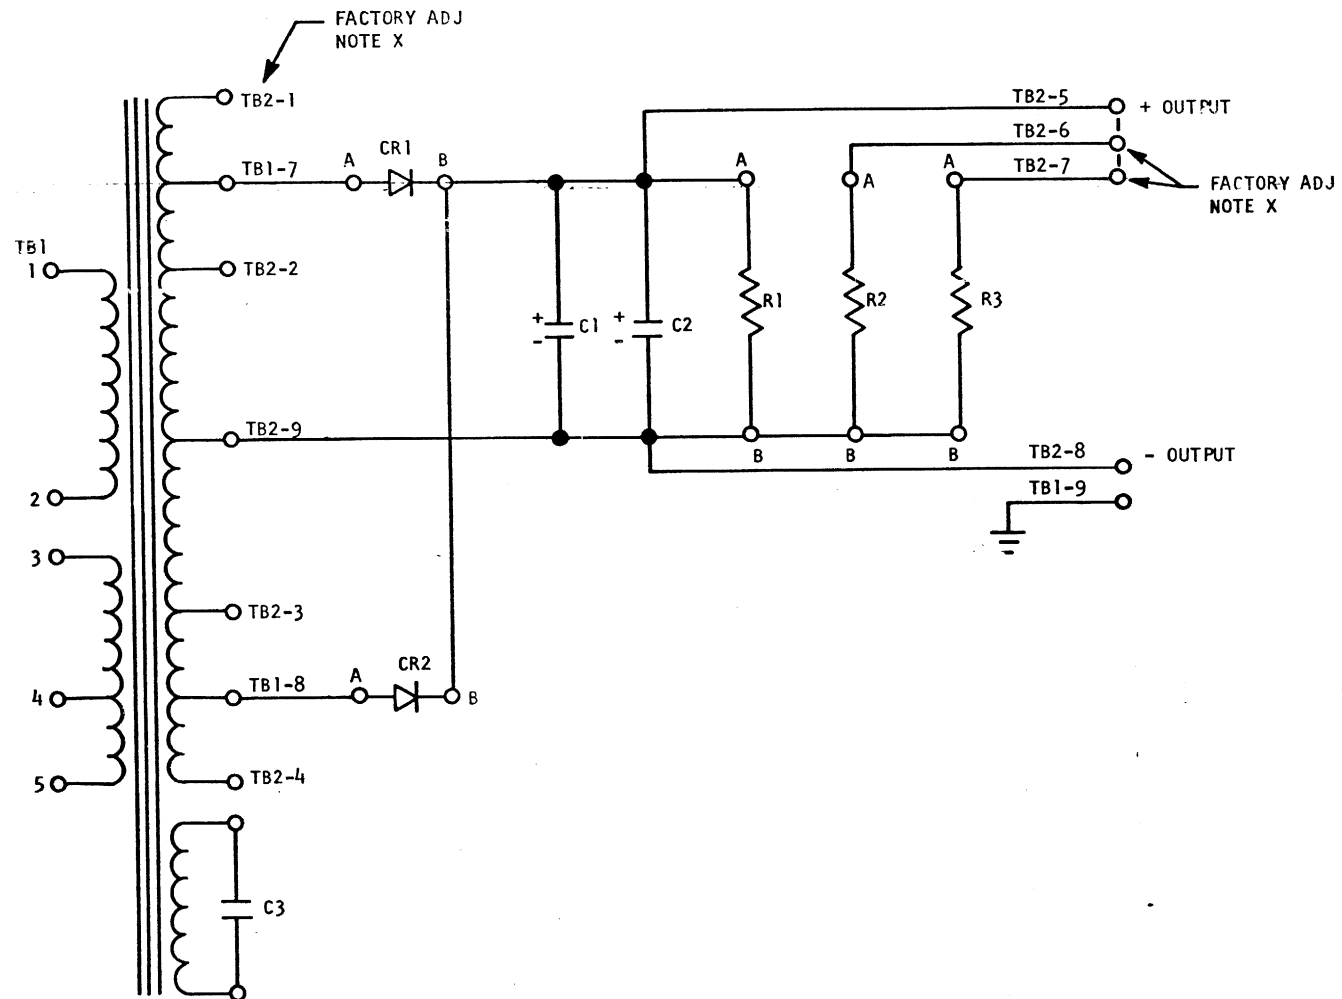 FACTORY ADJ
NOTE X
TB2-1
TB2-5
+ OUTPUT
TB2-6
CR1
A
B
TB1-7
A
A
A
TB2-7
FACTORY ADJ
NOTE X
TB1
1
TB2-2
R1
R2
R3
+
-
C1
+
-
C2
TB2-9
B
B
B
TB2-8
- OUTPUT
2
TB1-9
3
TB2-3
A
CR2
B
4
TB1-8
5
TB2-4
C3